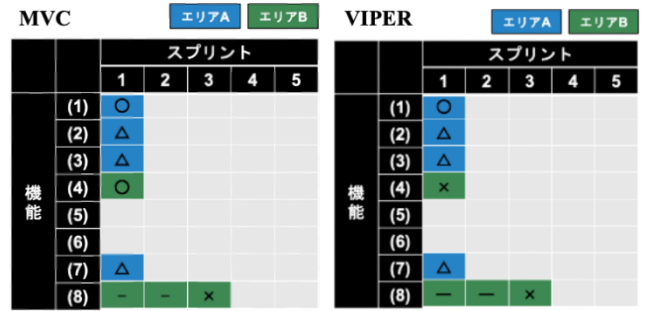 MVC エリアA エリアB
スプリント
1 2 3 4 5
機能
(1) ○
(2) △
(3) △
(4) ○
(5)
(6)
(7) △
(8) － － ×
VIPER エリアA エリアB
スプリント
1 2 3 4 5
機能
(1) ○
(2) △
(3) △
(4) ×
(5)
(6)
(7) △
(8) ー ー ×